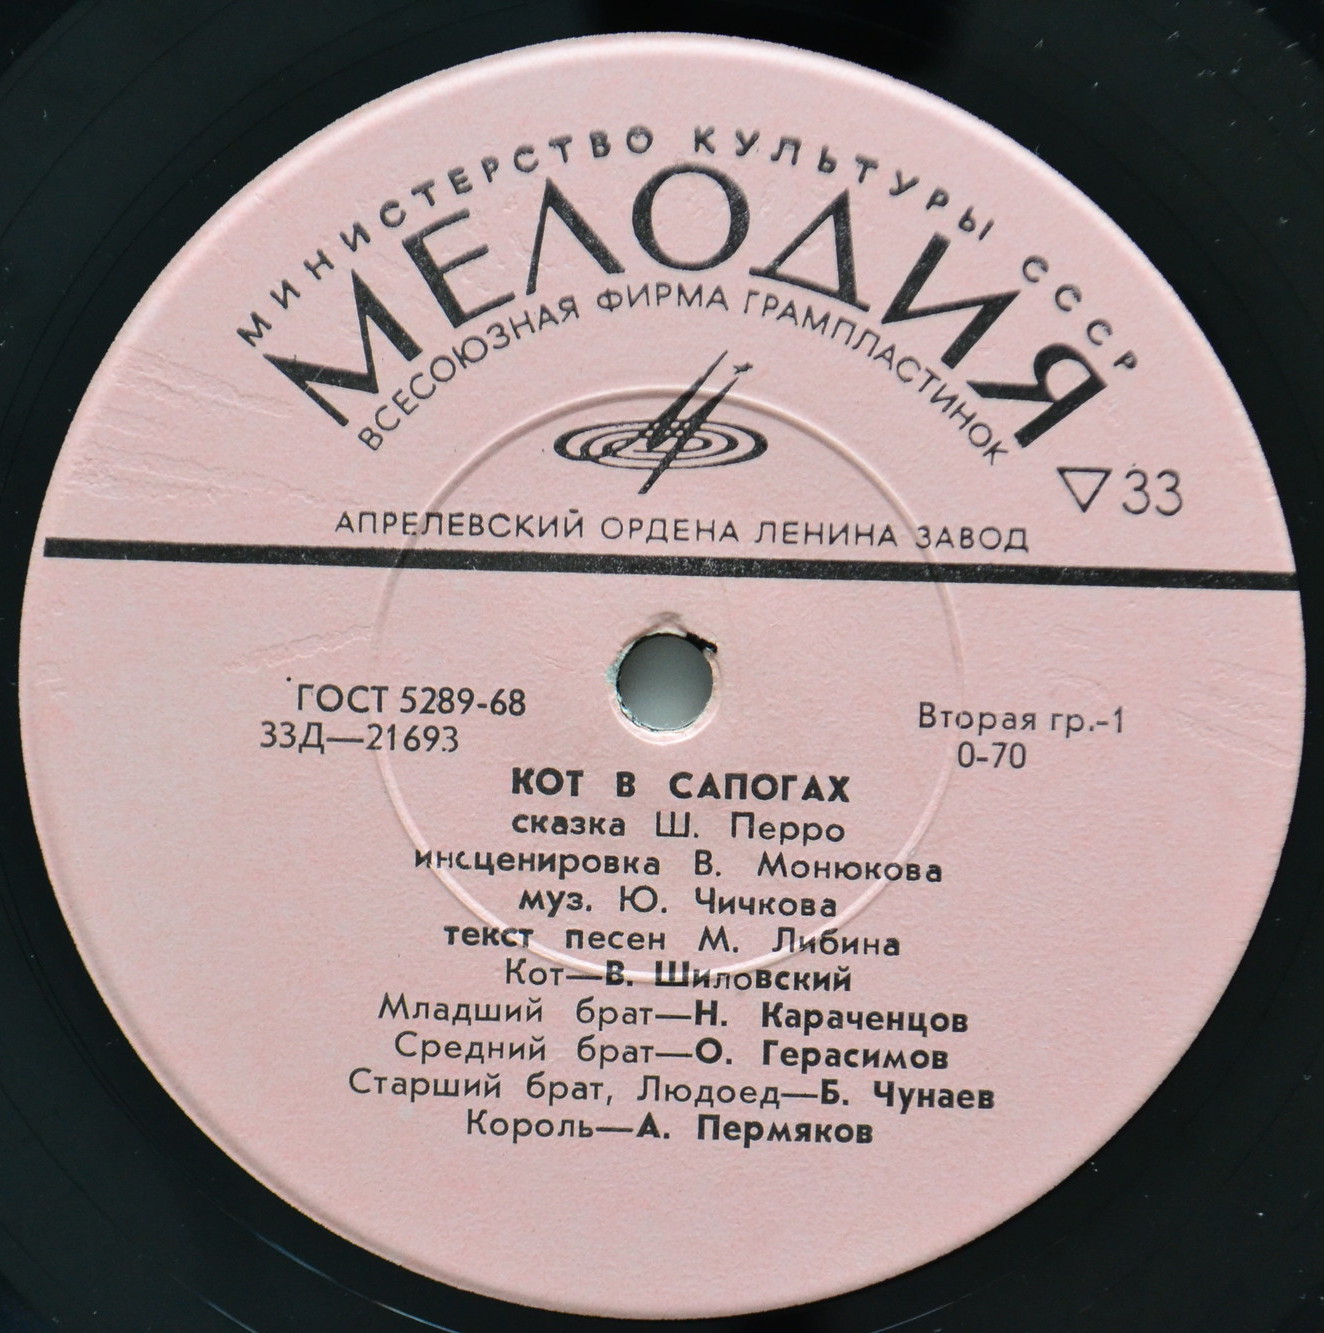 МИНИСТЕРСТВО КУЛЬТУРЫ СССР
МЕЛОДИЯ
ВСЕСОЮЗНАЯ ФИРМА ГРАМПЛАСТИНОК
33
АПРЕЛЕВСКИЙ ОРДЕНА ЛЕНИНА ЗАВОД
ГОСТ 5289-68
33Д—21693
Вторая гр.-1
0-70
КОТ В САПОГАХ
сказка Ш. Перро
инсценировка В. Монюкова
муз. Ю. Чичкова
текст песен М. Либина
Кот—В. Шиловский
Младший брат—Н. Караченцов
Средний брат—О. Герасимов
Старший брат, Людоед—Б. Чунаев
Король—А. Пермяков